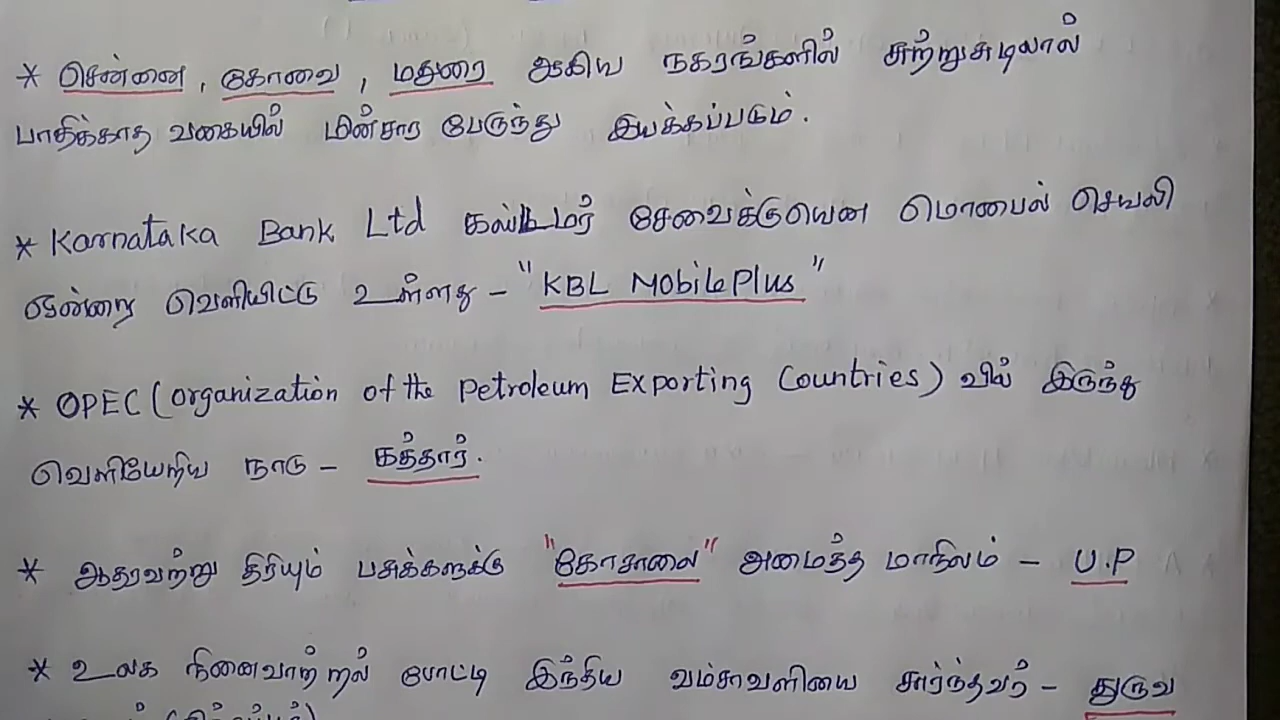 * சென்னை, கோவை, மதுரை ஆகிய நகரங்களில் சுற்றுசுடிலால்
பாதிக்காத வகையில் மின்சார பேருந்து இயக்கப்படும்.
* Karnataka Bank Ltd கஸ்டமர் சேவைக்குயென மொபைல் செயலி
ஒன்றை வெளியிட்டு உள்ளது - "KBL MobilePlus"
* OPEC (Organization of the Petroleum Exporting Countries) வில் இருந்து
வெளியேறிய நாடு - கத்தார்.
* ஆதரவற்று திரியும் பசுக்களுக்கு "கோசாலை" அமைத்த மாநிலம் - U.P
* உலக நினைவாற்றல் போட்டி இந்திய வம்சாவளியை சார்ந்தவர் - துருவ